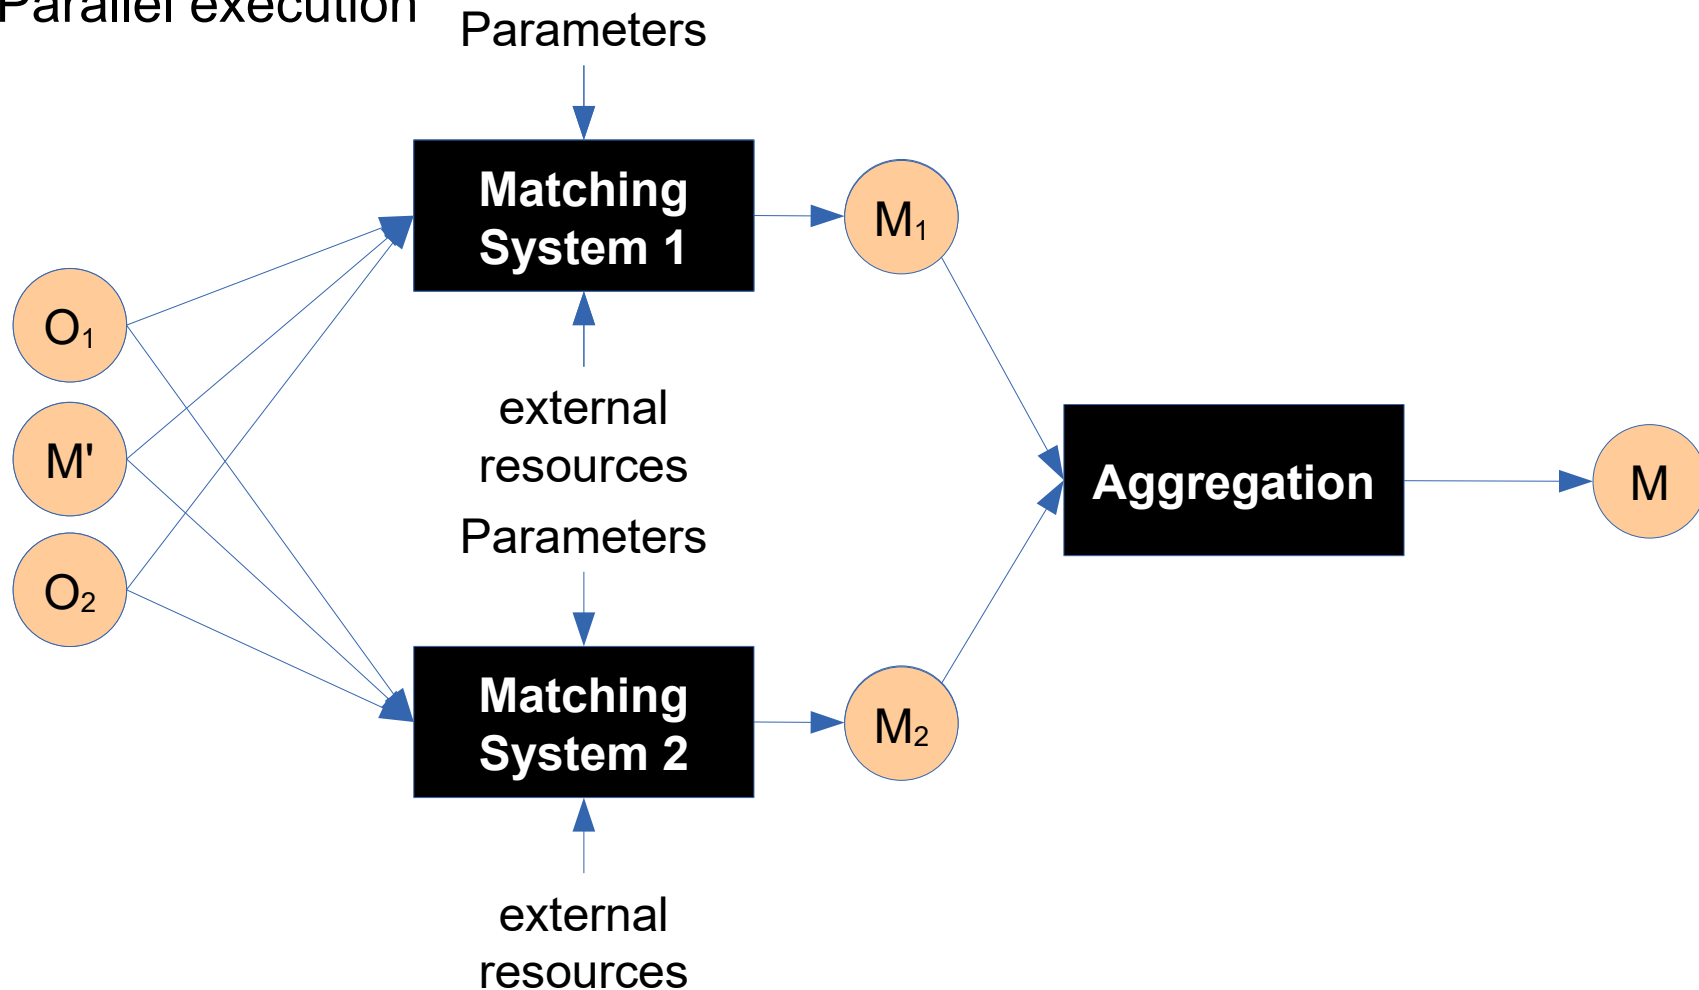 Parallel execution
Parameters
Matching
System 1
M₁
O₁
external
resources
M'
Aggregation
M
Parameters
O₂
Matching
System 2
M₂
external
resources